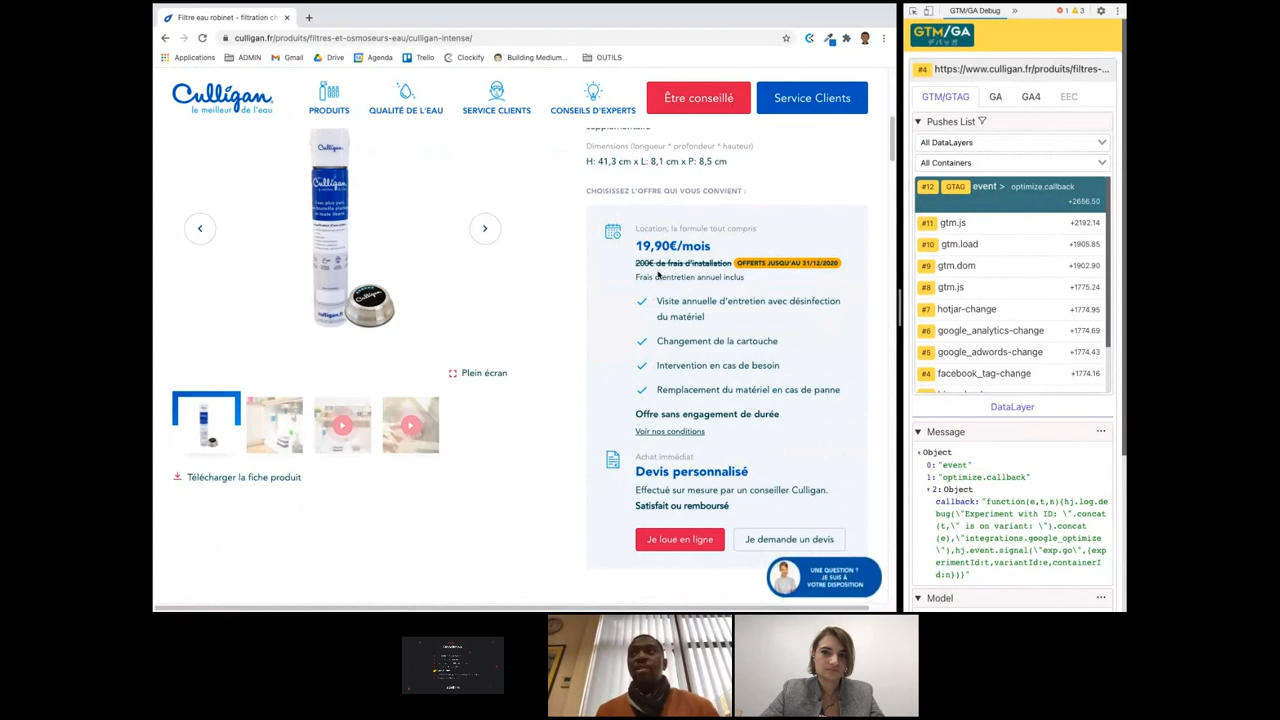 Filtre eau robinet - filtration ch
culligan.fr/produits/filtres-et-osmoseurs-eau/culligan-intense/
Applications
ADMIN
Gmail
Drive
Trello
Agenda
Clockify
Building Medium...
OUTILS
Culligan.
le meilleur de l'eau
PRODUITS
QUALITÉ DE L'EAU
SERVICE CLIENTS
CONSEILS D'EXPERTS
Être conseillé
Service Clients
supplémentaire
Dimensions (longueur * profondeur * hauteur)
H: 41,3 cm x L: 8,1 cm x P: 8,5 cm
CHOISISSEZ L'OFFRE QUI VOUS CONVIENT :
Culligan.
Culligan
culligan.fr
Plein écran
Télécharger la fiche produit
Location, la formule tout compris
19,90€/mois
200€ de frais d'installation OFFERTS JUSQU'AU 31/12/2020
Frais d'entretien annuel inclus
Visite annuelle d'entretien avec désinfection
du matériel
Changement de la cartouche
Intervention en cas de besoin
Remplacement du matériel en cas de panne
Offre sans engagement de durée
Voir nos conditions
Achat immédiat
Devis personnalisé
Effectué sur mesure par un conseiller Culligan.
Satisfait ou remboursé
Je loue en ligne
Je demande un devis
UNE QUESTION ?
JE SUIS À
VOTRE DISPOSITION
GTM/GA Debug
1 3
GTM/GA
デバッガ
#4 https://www.culligan.fr/produits/filtres-...
GTM/GTAG GA GA4 EEC
Pushes List
All DataLayers
All Containers
#12 GTAG event > optimize.callback
+2656.50
#11 gtm.js +2192.14
#10 gtm.load +1905.85
#9 gtm.dom +1902.90
#8 gtm.js +1775.24
#7 hotjar-change +1774.95
#6 google_analytics-change +1774.69
#5 google_adwords-change +1774.43
#4 facebook_tag-change +1774.16
DataLayer
Message
Object
0: "event"
1: "optimize.callback"
2: Object
callback: "function(e,t,n){hj.log.de
bug(\"Experiment with ID: \".concat
(t,\" is on variant: \").concat
(e),\"integrations.google_optimize
\"),hj.event.signal(\"exp.go\",{exp
erimentId:t,variantId:e,containerI
d:n})}"
Model